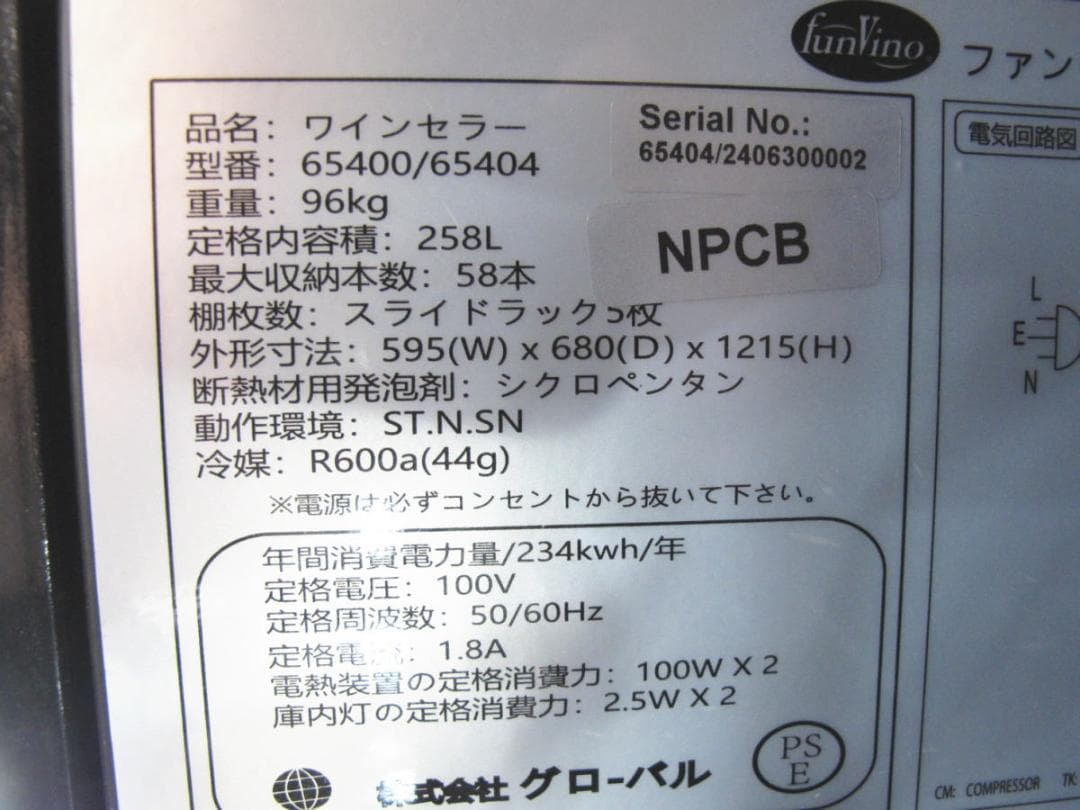 funVino
ファン
品名： ワインセラー
型番： 65400/65404
重量： 96kg
定格内容積： 258L
最大収納本数： 58本
棚枚数： スライドラック5枚
外形寸法： 595(W) x 680(D) x 1215(H)
断熱材用発泡剤： シクロペンタン
動作環境： ST.N.SN
冷媒： R600a(44g)
※電源は必ずコンセントから抜いて下さい。
Serial No.:
65404/2406300002
NPCB
年間消費電力量/234kwh/年
定格電圧： 100V
定格周波数： 50/60Hz
定格電流： 1.8A
電熱装置の定格消費力： 100W X 2
庫内灯の定格消費力： 2.5W X 2
株式会社 グローバル
PS
E
電気回路図
L
E
N
CM: COMPRESSOR TK: